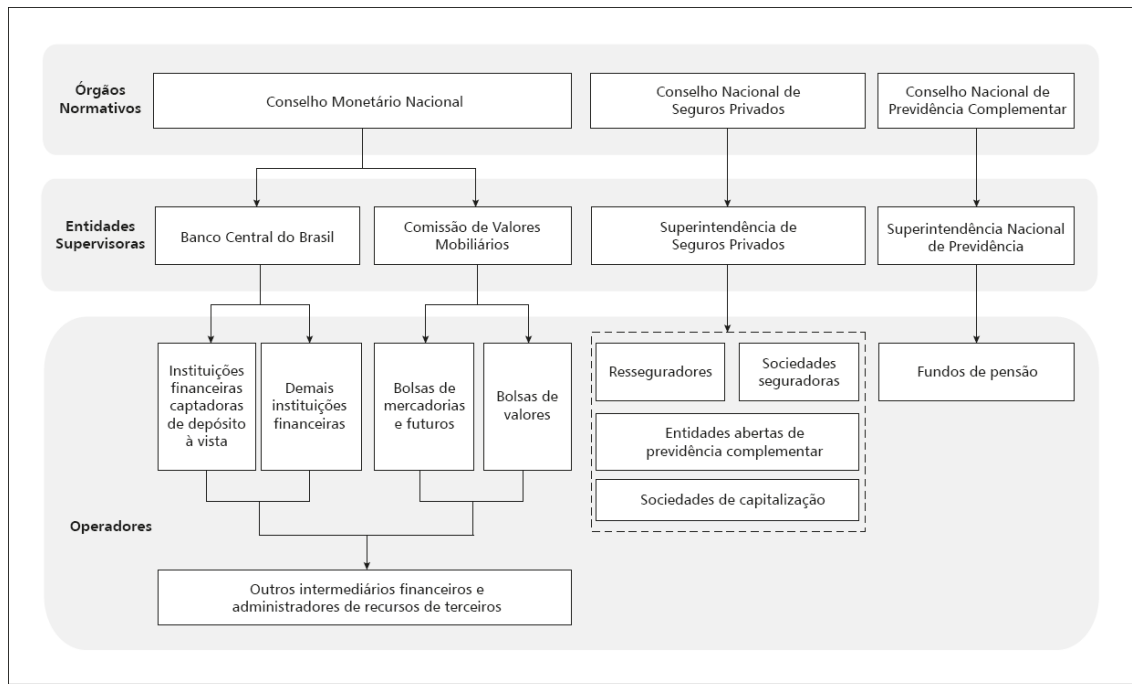 Órgãos
Normativos
Conselho Monetário Nacional
Conselho Nacional de
Seguros Privados
Conselho Nacional de
Previdência Complementar
Entidades
Supervisoras
Banco Central do Brasil
Comissão de Valores
Mobiliários
Superintendência de
Seguros Privados
Superintendência Nacional
de Previdência
Operadores
Instituições
financeiras
captadoras
de depósito
à vista
Demais
instituições
financeiras
Bolsas de
mercadorias
e futuros
Bolsas de
valores
Resseguradores
Sociedades
seguradoras
Entidades abertas de
previdência complementar
Sociedades de capitalização
Fundos de pensão
Outros intermediários financeiros e
administradores de recursos de terceiros